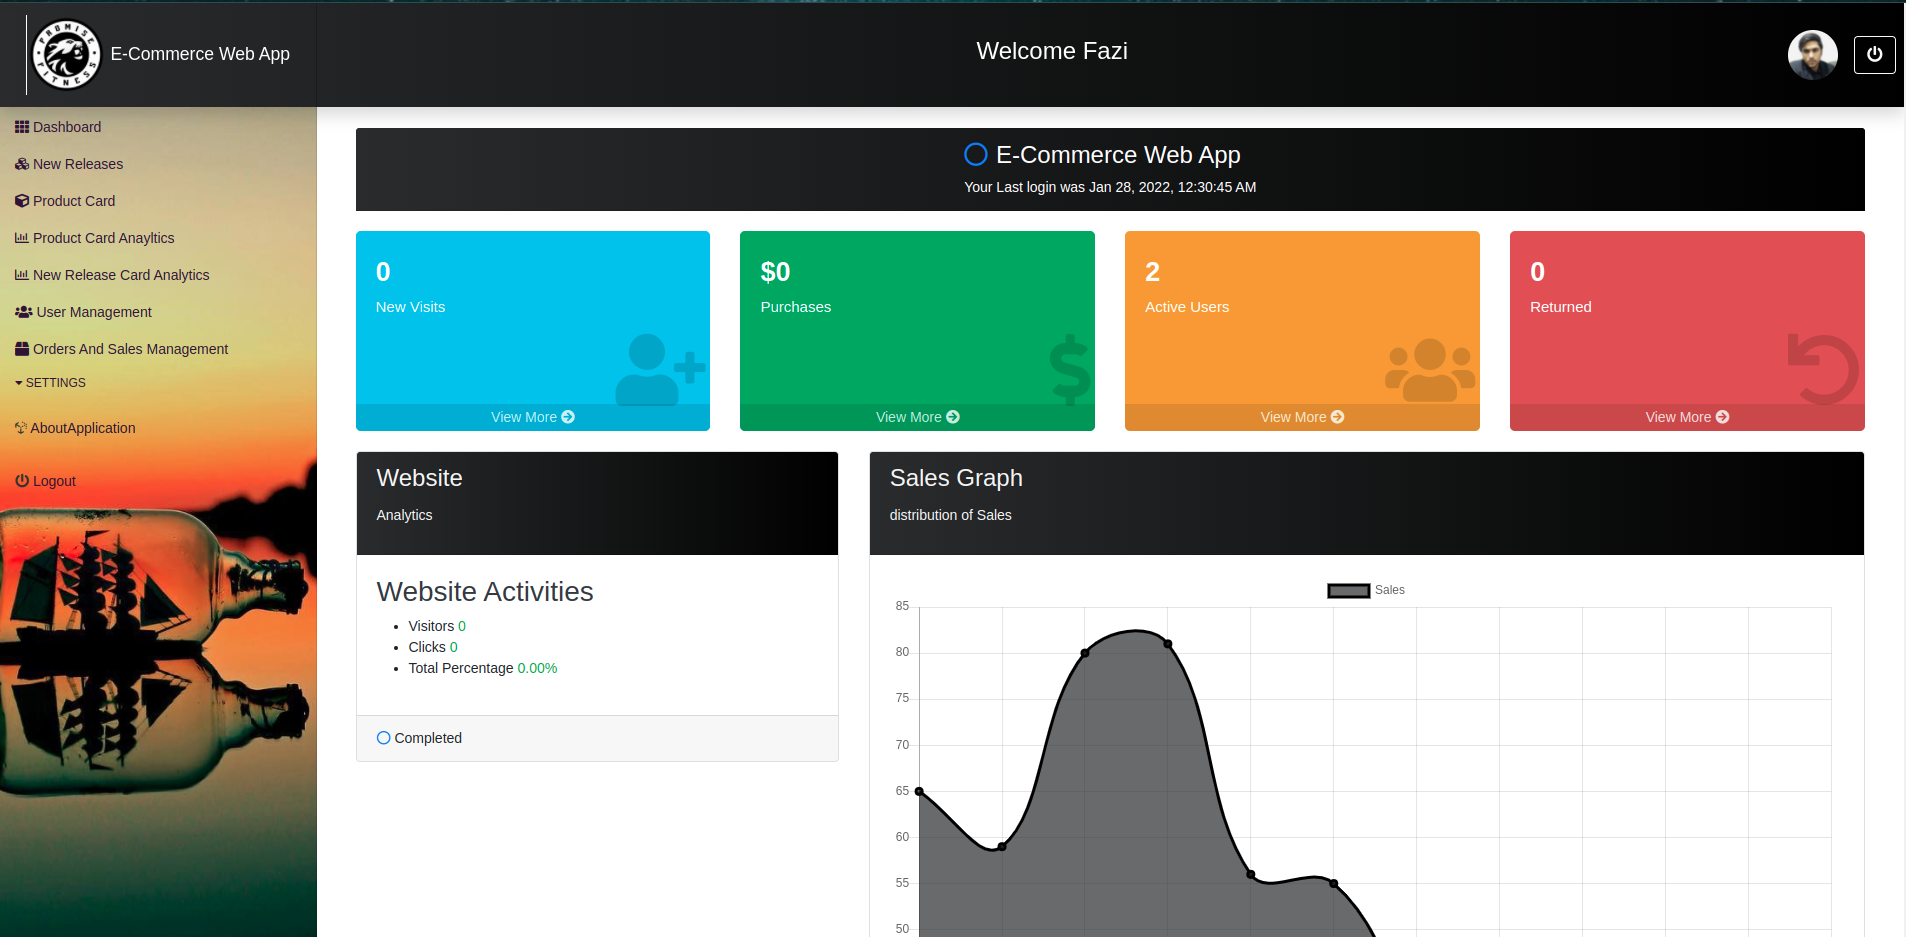 PROMISE
FITNESS
E-Commerce Web App
Welcome Fazi
Dashboard
New Releases
Product Card
Product Card Anayltics
New Release Card Analytics
User Management
Orders And Sales Management
SETTINGS
AboutApplication
Logout
E-Commerce Web App
Your Last login was Jan 28, 2022, 12:30:45 AM
0
New Visits
View More
$0
Purchases
View More
2
Active Users
View More
0
Returned
View More
Website
Analytics
Website Activities
Visitors 0
Clicks 0
Total Percentage 0.00%
Completed
Sales Graph
distribution of Sales
Sales
85
80
75
70
65
60
55
50